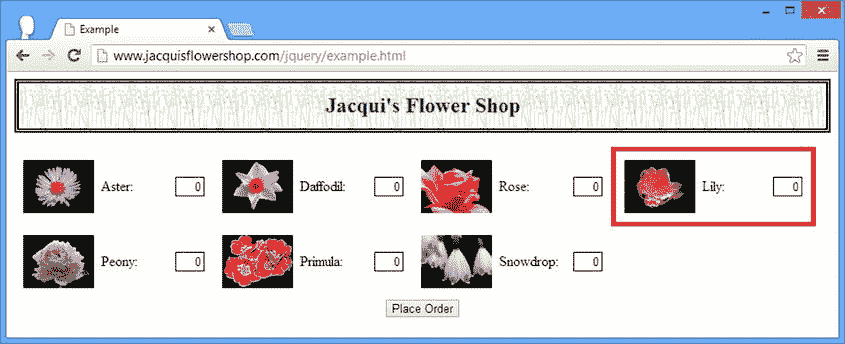 Example
www.jacquisflowershop.com/jquery/example.html
Jacqui's Flower Shop
Aster: 0 Daffodil: 0 Rose: 0 Lily: 0
Peony: 0 Primula: 0 Snowdrop: 0
Place Order